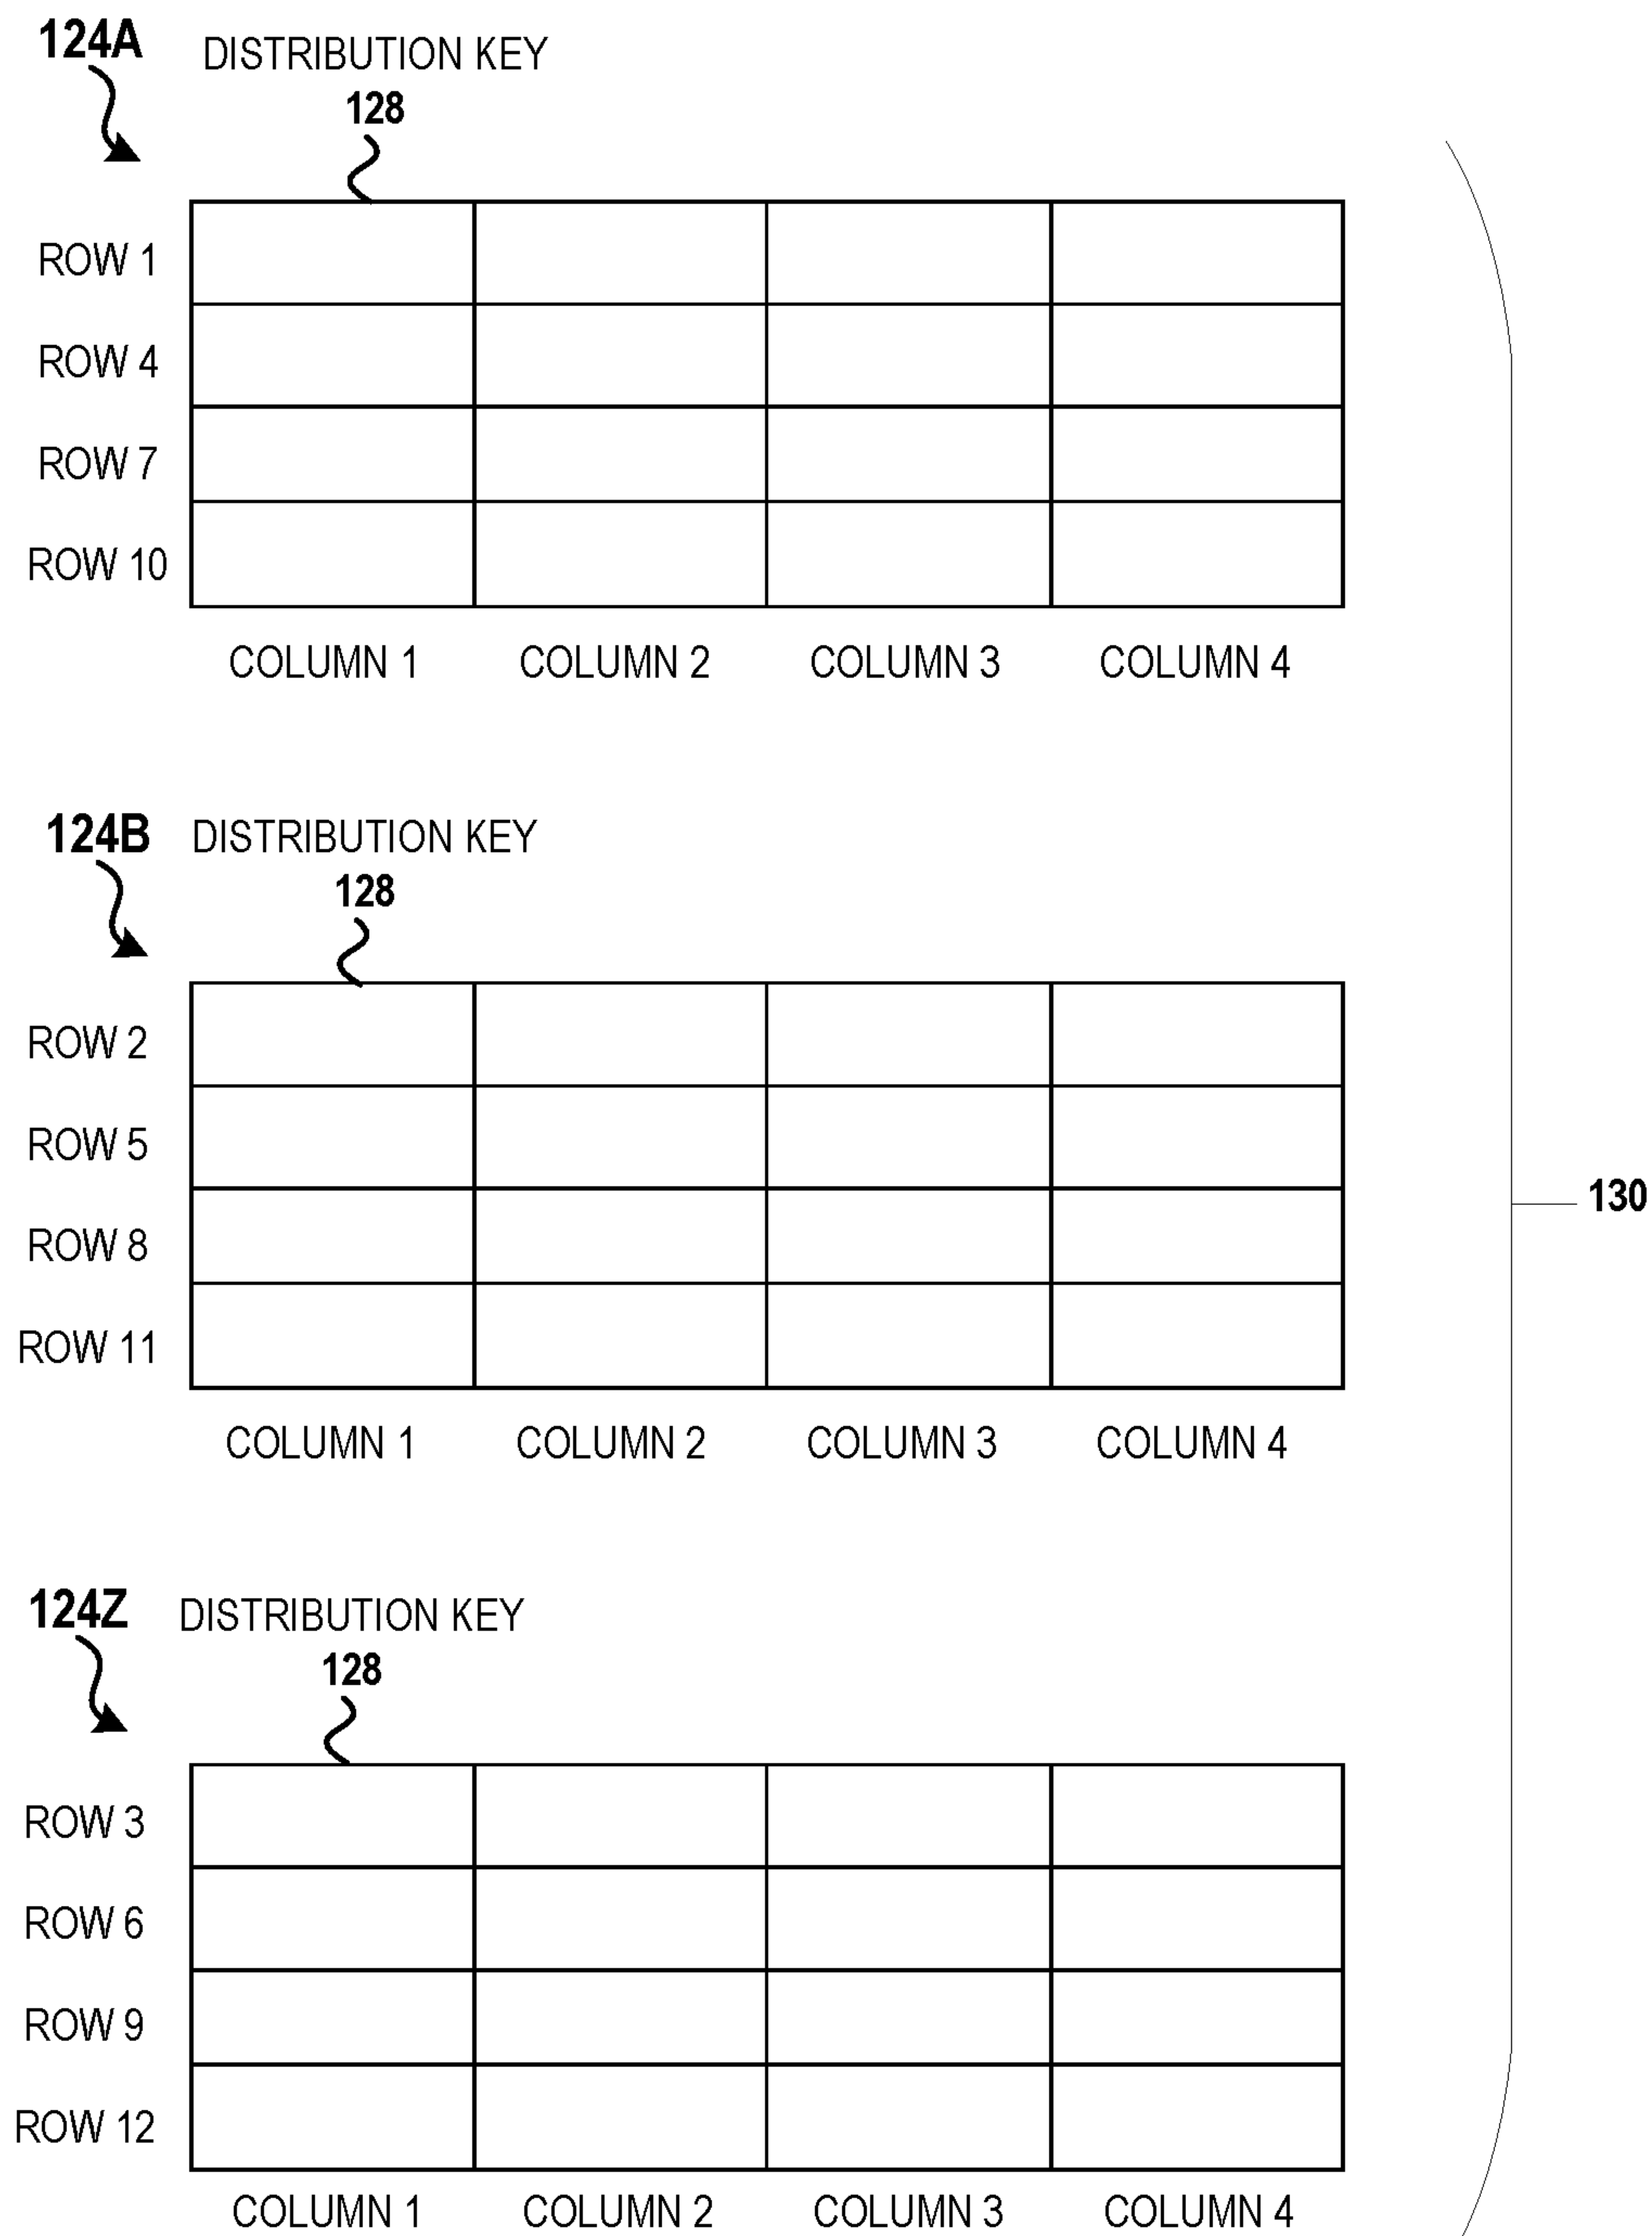 124A
DISTRIBUTION KEY
128
ROW 1
ROW 4
ROW 7
ROW 10
COLUMN 1 COLUMN 2 COLUMN 3 COLUMN 4
124B
DISTRIBUTION KEY
128
ROW 2
ROW 5
ROW 8
ROW 11
COLUMN 1 COLUMN 2 COLUMN 3 COLUMN 4
130
124Z
DISTRIBUTION KEY
128
ROW 3
ROW 6
ROW 9
ROW 12
COLUMN 1 COLUMN 2 COLUMN 3 COLUMN 4